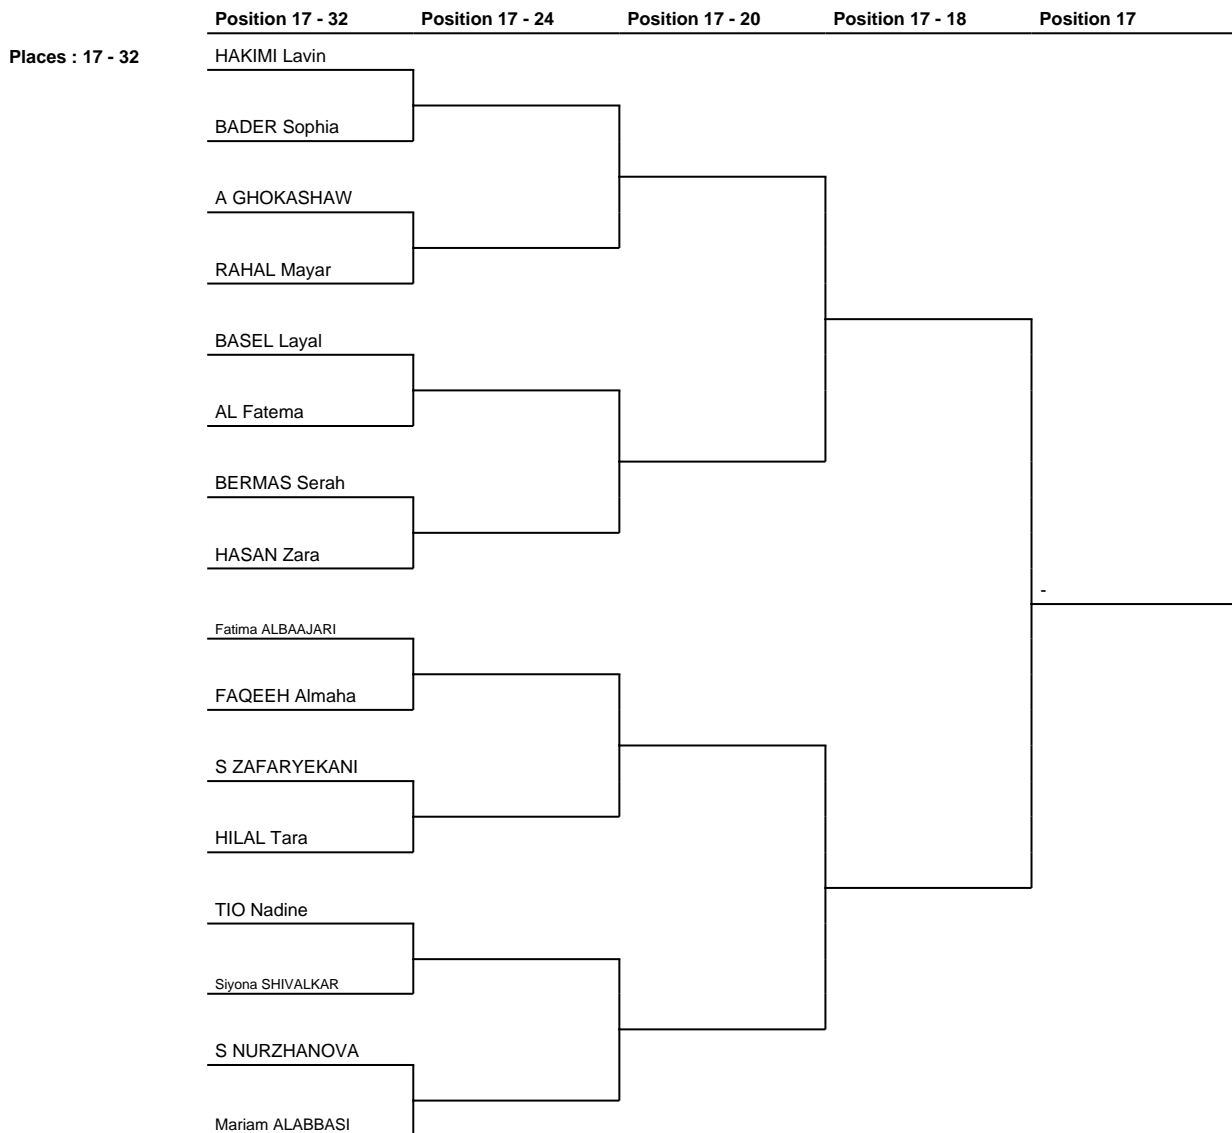 Position 17 - 32 Position 17 - 24 Position 17 - 20 Position 17 - 18 Position 17
Places : 17 - 32 HAKIMI Lavin
BADER Sophia
A GHOKASHAW
RAHAL Mayar
BASEL Layal
AL Fatema
BERMAS Serah
HASAN Zara
-
Fatima ALBAAJARI
FAQEEH Almaha
S ZAFARYEKANI
HILAL Tara
TIO Nadine
Siyona SHIVALKAR
S NURZHANOVA
Mariam ALABBASI